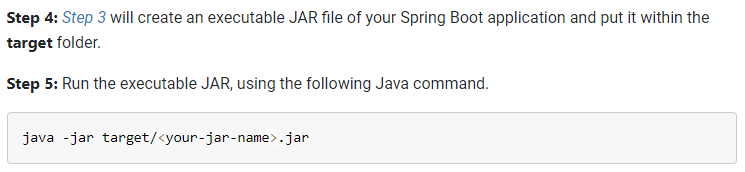 Step 4: Step 3 will create an executable JAR file of your Spring Boot application and put it within the
target folder.
Step 5: Run the executable JAR, using the following Java command.
java -jar target/<your-jar-name>.jar